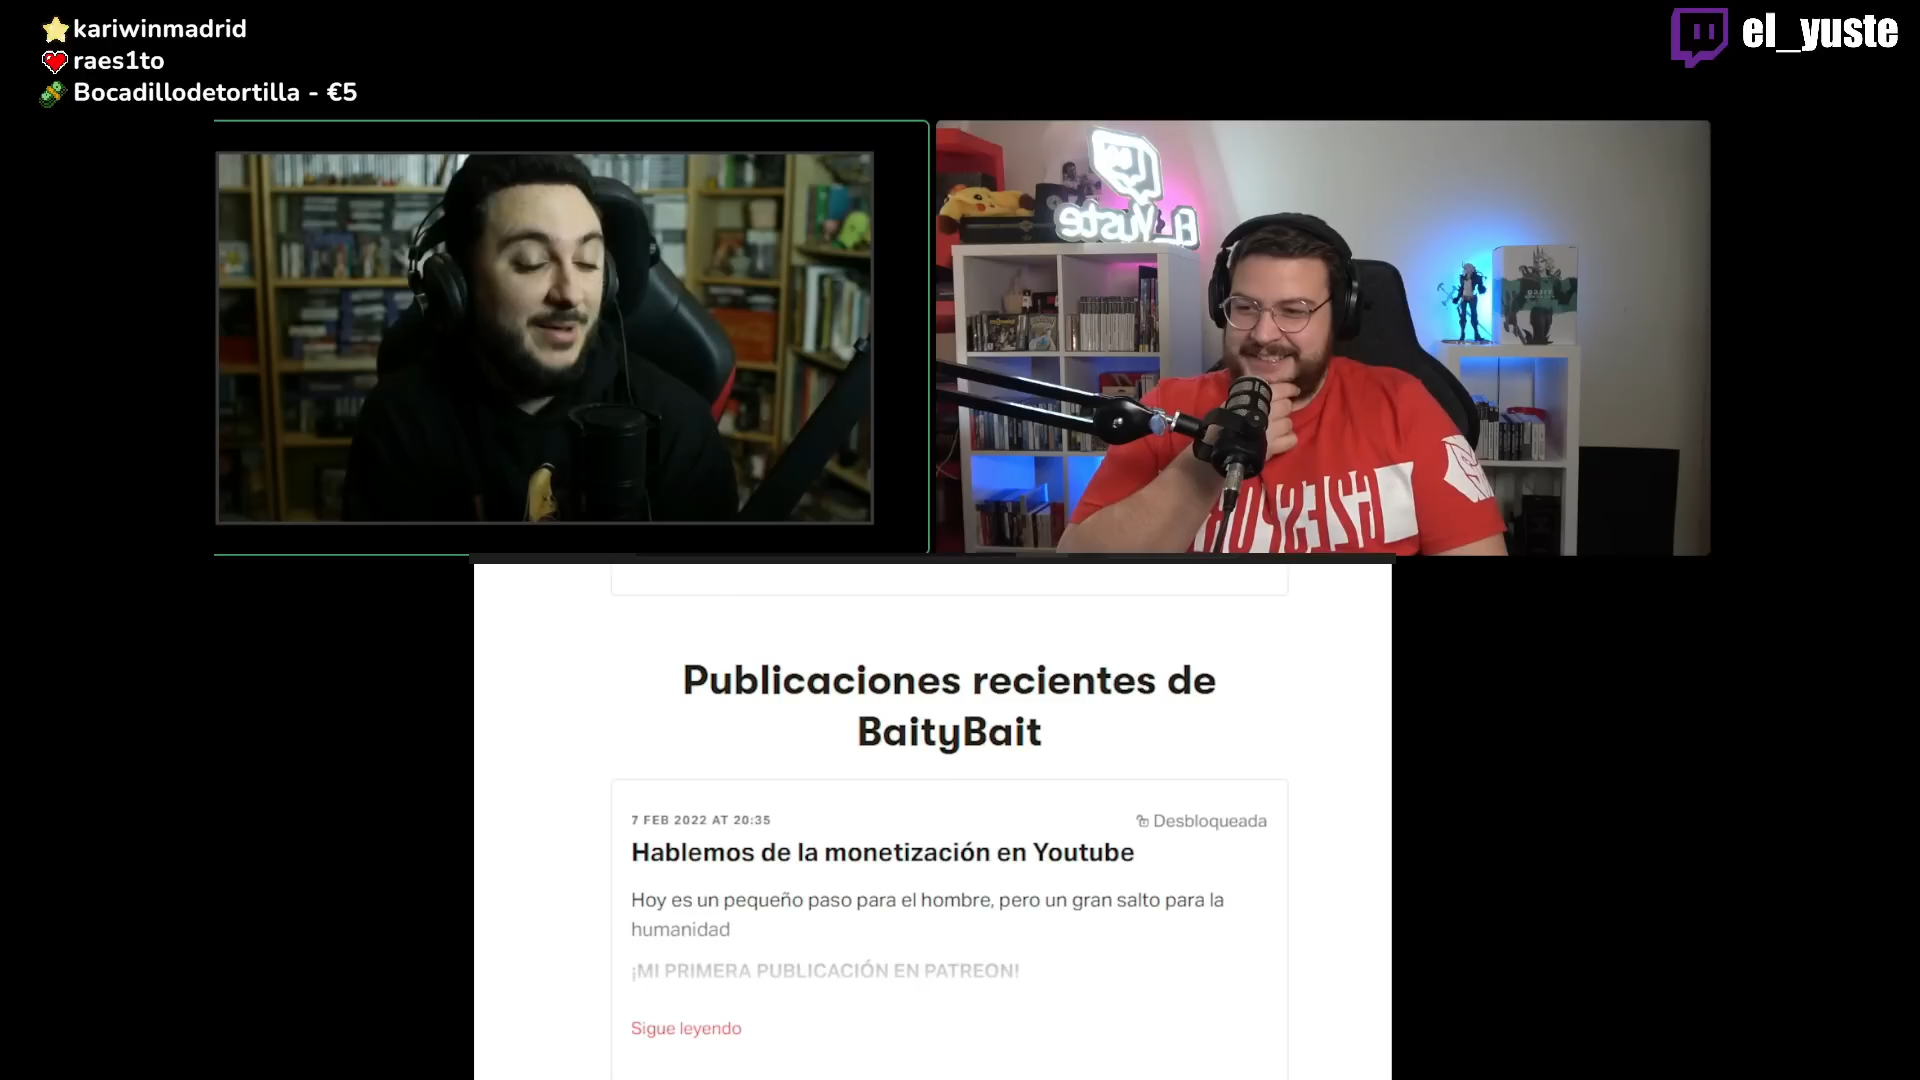 kariwinmadrid
raes1to
Bocadillodetortilla - €5
el_yuste
El_Yuste
Publicaciones recientes de
BaityBait
7 FEB 2022 AT 20:35
Desbloqueada
Hablemos de la monetización en Youtube
Hoy es un pequeño paso para el hombre, pero un gran salto para la
humanidad
¡MI PRIMERA PUBLICACIÓN EN PATREON!
Sigue leyendo